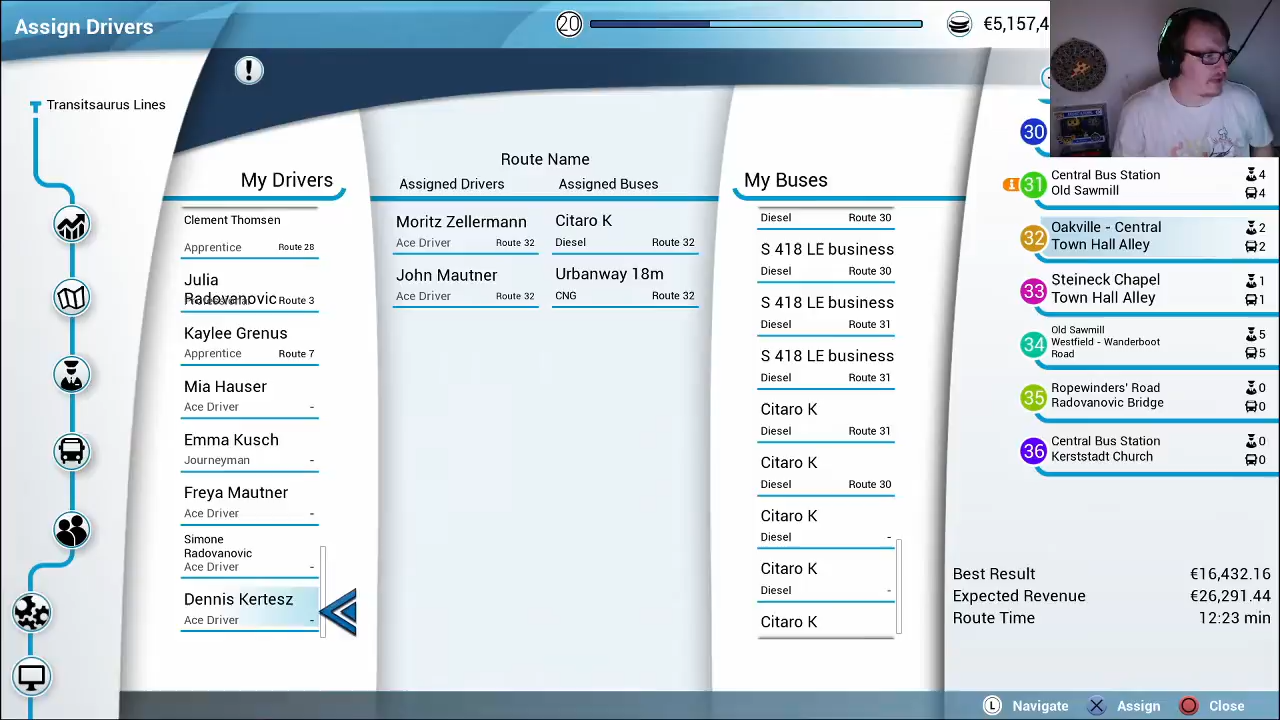 Assign Drivers
20
€5,157,4
!
Transitsaurus Lines
My Drivers
Clement Thomsen
Apprentice Route 28
Julia
Radovanovic Route 3
Kaylee Grenus
Apprentice Route 7
Mia Hauser
Ace Driver -
Emma Kusch
Journeyman -
Freya Mautner
Ace Driver -
Simone
Radovanovic
Ace Driver -
Dennis Kertesz
Ace Driver -
Route Name
Assigned Drivers Assigned Buses
Moritz Zellermann Citaro K
Ace Driver Route 32 Diesel Route 32
John Mautner Urbanway 18m
Ace Driver Route 32 CNG Route 32
My Buses
Diesel Route 30
S 418 LE business
Diesel Route 30
S 418 LE business
Diesel Route 31
S 418 LE business
Diesel Route 31
Citaro K
Diesel Route 31
Citaro K
Diesel Route 30
Citaro K
Diesel -
Citaro K
Diesel -
Citaro K
30
31 Central Bus Station 4
Old Sawmill 4
32 Oakville - Central 2
Town Hall Alley 2
33 Steineck Chapel 1
Town Hall Alley 1
34 Old Sawmill 5
Westfield - Wanderboot
Road 5
35 Ropewinders' Road 0
Radovanovic Bridge 0
36 Central Bus Station 0
Kerststadt Church 0
Best Result €16,432.16
Expected Revenue €26,291.44
Route Time 12:23 min
L Navigate Assign Close